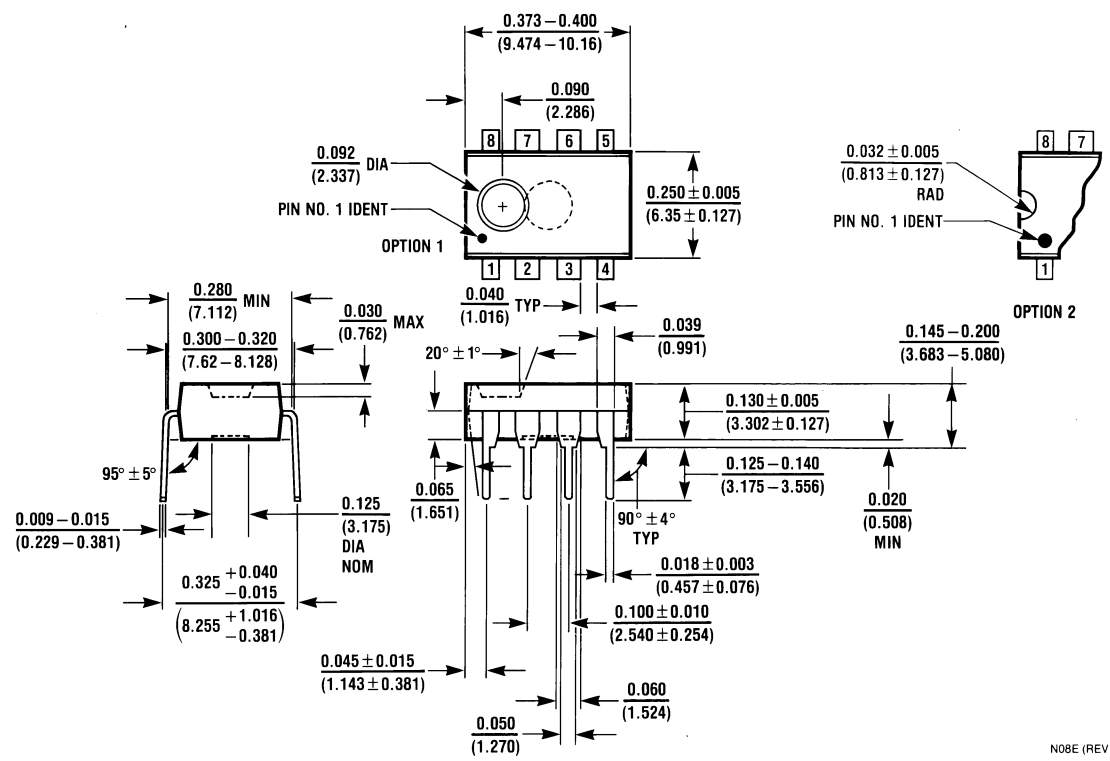 0.373 – 0.400
(9.474 – 10.16)
0.090
(2.286)
8 7 6 5
0.092 DIA
(2.337)
PIN NO. 1 IDENT
OPTION 1
0.250 ± 0.005
(6.35 ± 0.127)
1 2 3 4
8 7
0.032 ± 0.005
(0.813 ± 0.127)
RAD
PIN NO. 1 IDENT
1
OPTION 2
0.280 MIN
(7.112)
0.300 – 0.320
(7.62 – 8.128)
0.030 MAX
(0.762)
0.040 TYP
(1.016)
20° ± 1°
0.039
(0.991)
0.145 – 0.200
(3.683 – 5.080)
0.130 ± 0.005
(3.302 ± 0.127)
0.125 – 0.140
(3.175 – 3.556)
0.020
(0.508)
MIN
95° ± 5°
0.009 – 0.015
(0.229 – 0.381)
0.125
(3.175)
DIA
NOM
0.065
(1.651)
90° ± 4°
TYP
0.325 +0.040
–0.015
(8.255 +1.016
–0.381)
0.018 ± 0.003
(0.457 ± 0.076)
0.100 ± 0.010
(2.540 ± 0.254)
0.045 ± 0.015
(1.143 ± 0.381)
0.060
(1.524)
0.050
(1.270)
N08E (REV